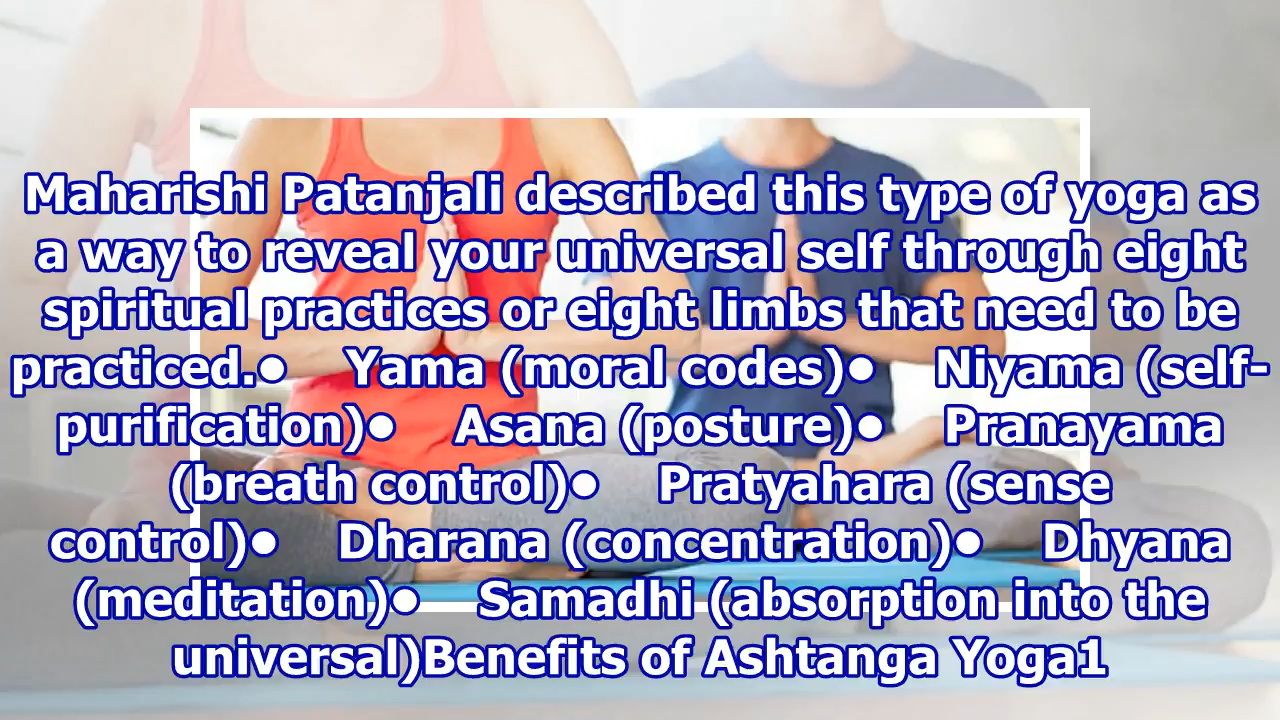 Maharishi Patanjali described this type of yoga as
a way to reveal your universal self through eight
spiritual practices or eight limbs that need to be
practiced.●    Yama (moral codes)●    Niyama (self-
purification)●    Asana (posture)●    Pranayama
(breath control)●    Pratyahara (sense
control)●    Dharana (concentration)●    Dhyana
(meditation)●    Samadhi (absorption into the
universal)Benefits of Ashtanga Yoga1